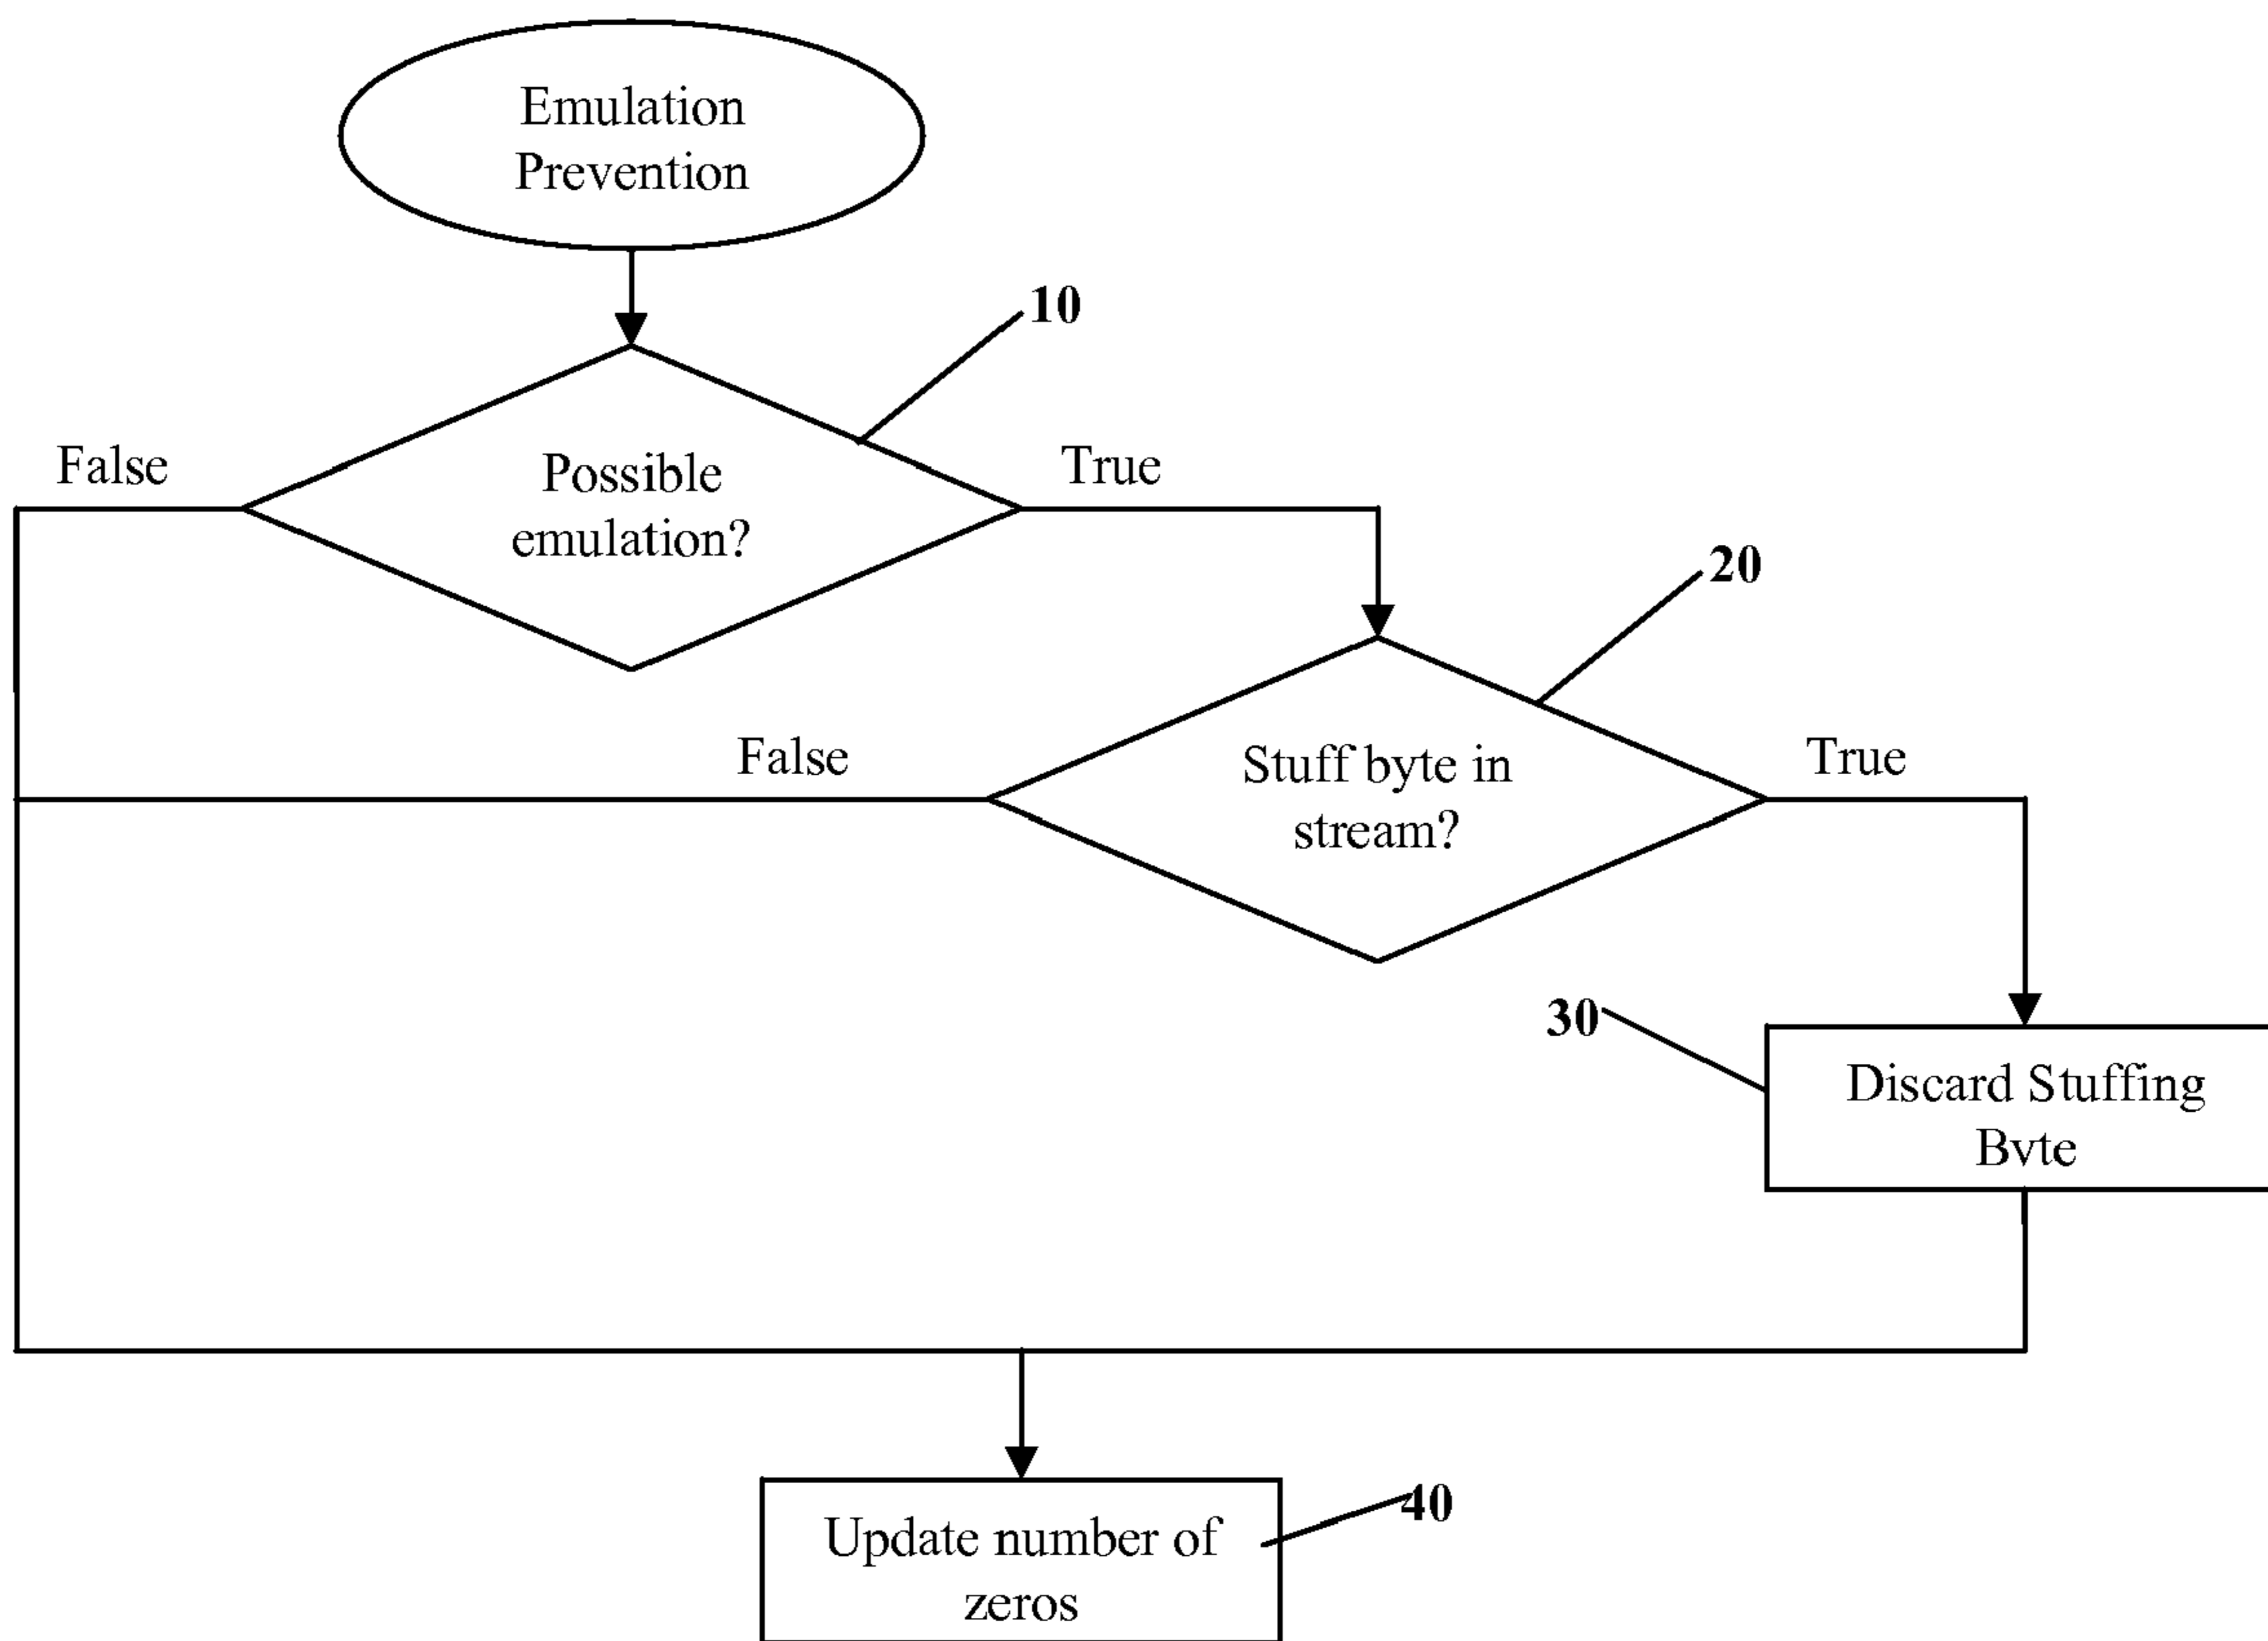 Emulation
Prevention
10
False
Possible
emulation?
True
20
False
Stuff byte in
stream?
True
30
Discard Stuffing
Byte
40
Update number of
zeros